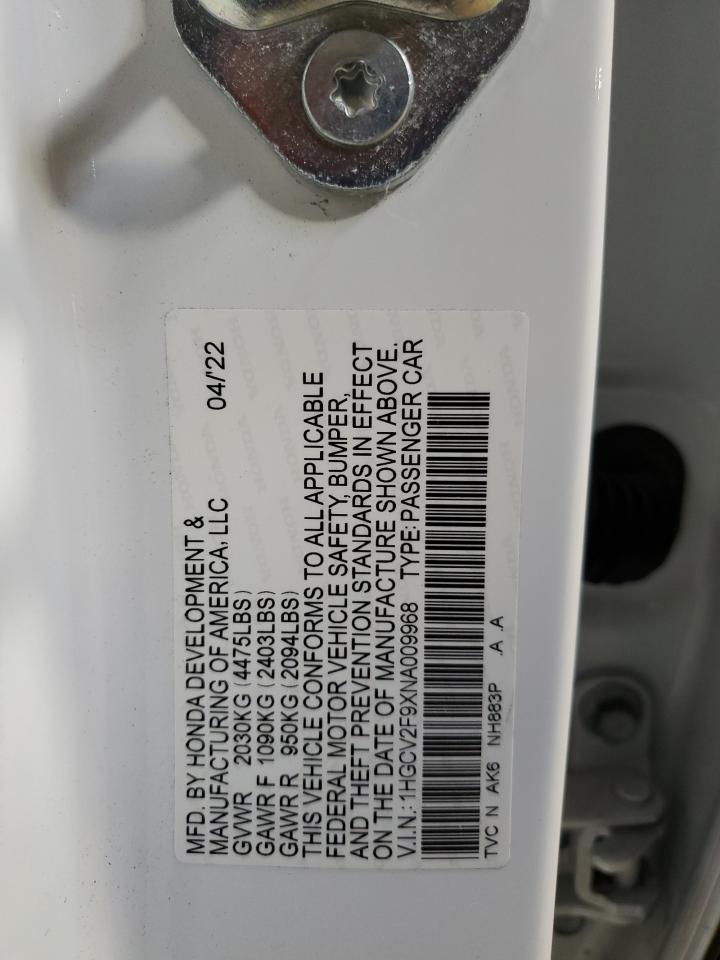 MFD. BY HONDA DEVELOPMENT &
MANUFACTURING OF AMERICA, LLC 04/'22
GVWR 2030KG (4475LBS)
GAWR F 1090KG (2403LBS)
GAWR R 950KG (2094LBS)
THIS VEHICLE CONFORMS TO ALL APPLICABLE
FEDERAL MOTOR VEHICLE SAFETY, BUMPER,
AND THEFT PREVENTION STANDARDS IN EFFECT
ON THE DATE OF MANUFACTURE SHOWN ABOVE.
V.I.N.: 1HGCV2F9XNA009968 TYPE: PASSENGER CAR
TVC N AK6 NH883P .A .A